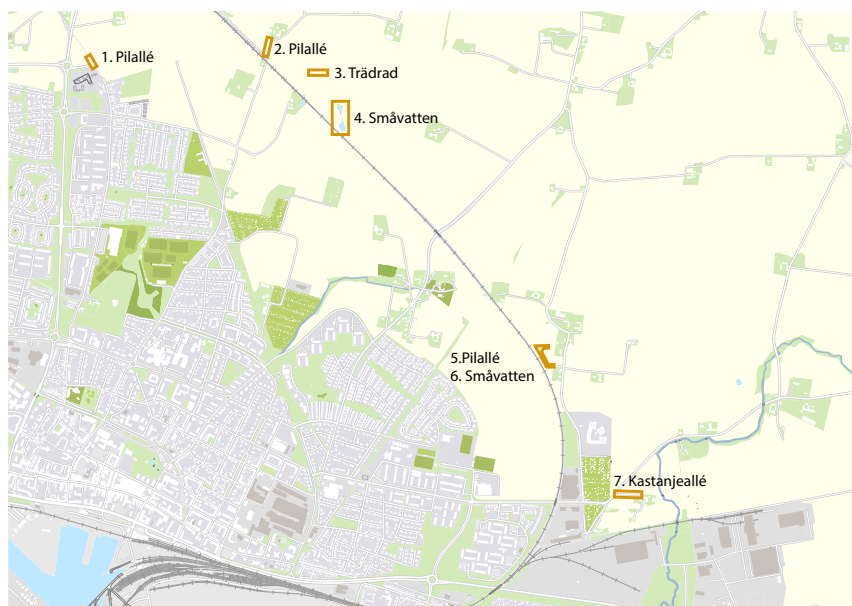 1. Pilallé
2. Pilallé
3. Trädrad
4. Småvatten
5.Pilallé
6. Småvatten
7. Kastanjeallé